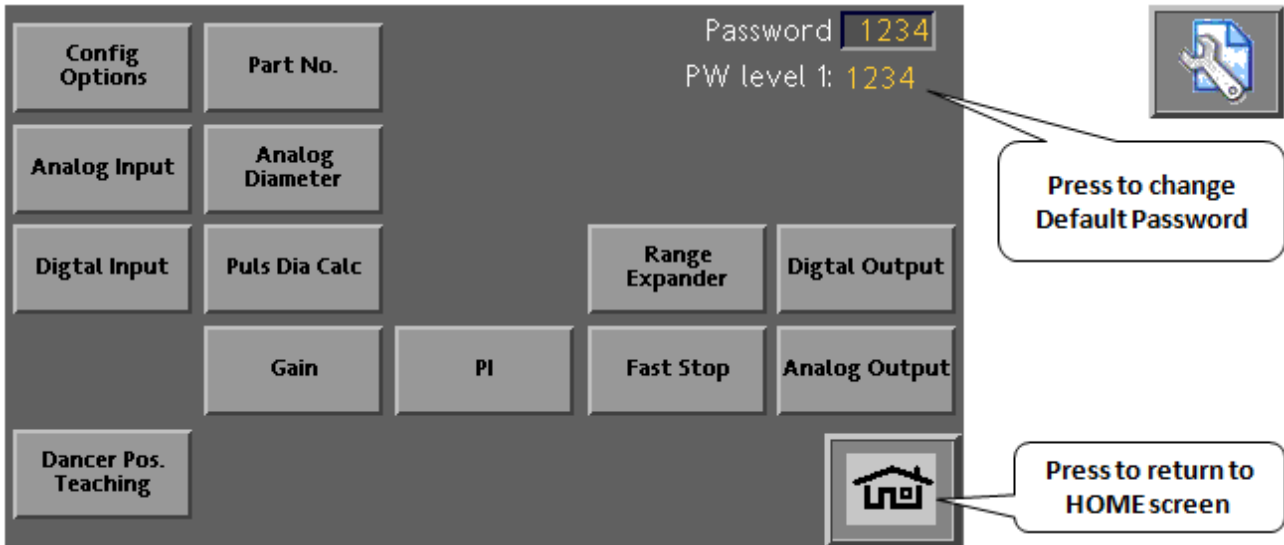 Password 1234
PW level 1: 1234
Config
Options
Part No.
Analog Input
Analog
Diameter
Press to change
Default Password
Digtal Input
Puls Dia Calc
Range
Expander
Digtal Output
Gain
PI
Fast Stop
Analog Output
Dancer Pos.
Teaching
Press to return to
HOME screen